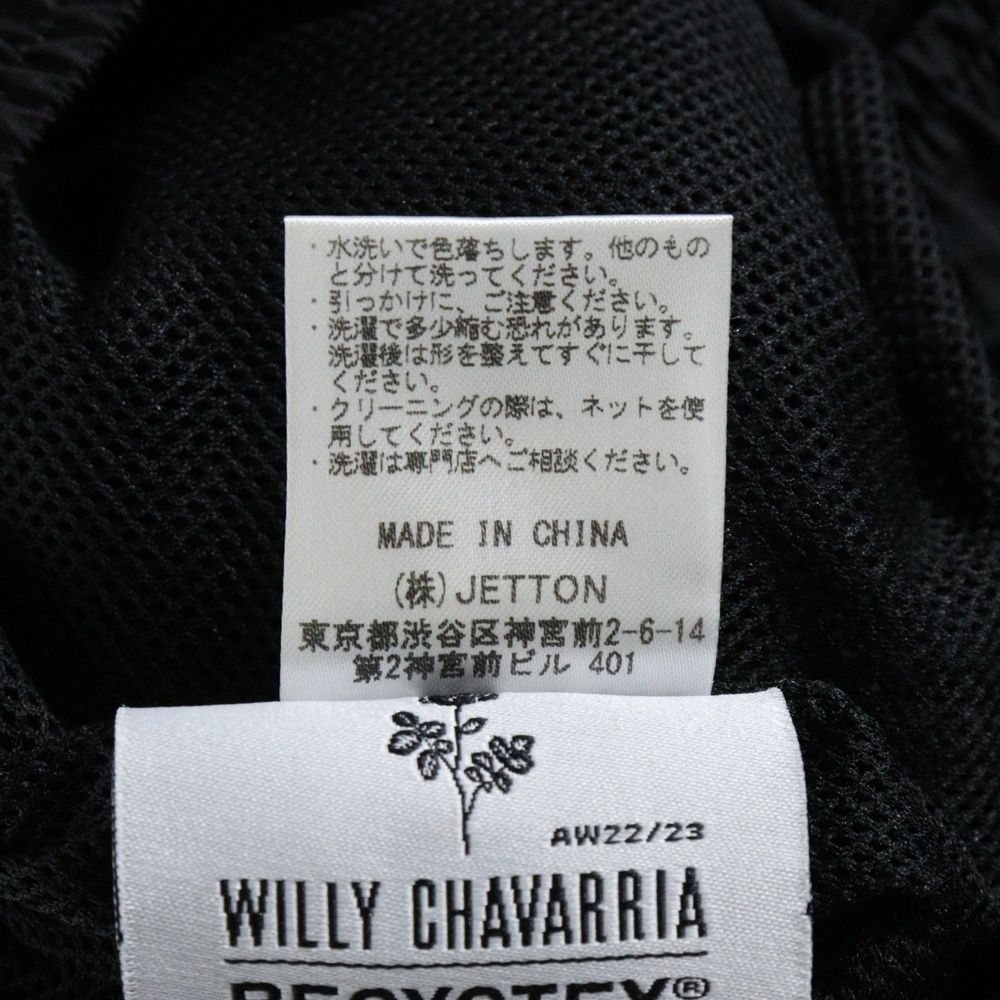 ・水洗いで色落ちします。他のもの
と分けて洗ってください。
・引っかけに、ご注意ください。
・洗濯で多少縮む恐れがあります。
洗濯後は形を整えてすぐに干して
ください。
・クリーニングの際は、ネットを使
用してください。
・洗濯は専門店へご相談ください。
MADE IN CHINA
(株)JETTON
東京都渋谷区神宮前2-6-14
第2神宮前ビル 401
AW22/23
WILLY CHAVARRIA
RECYCTEX®